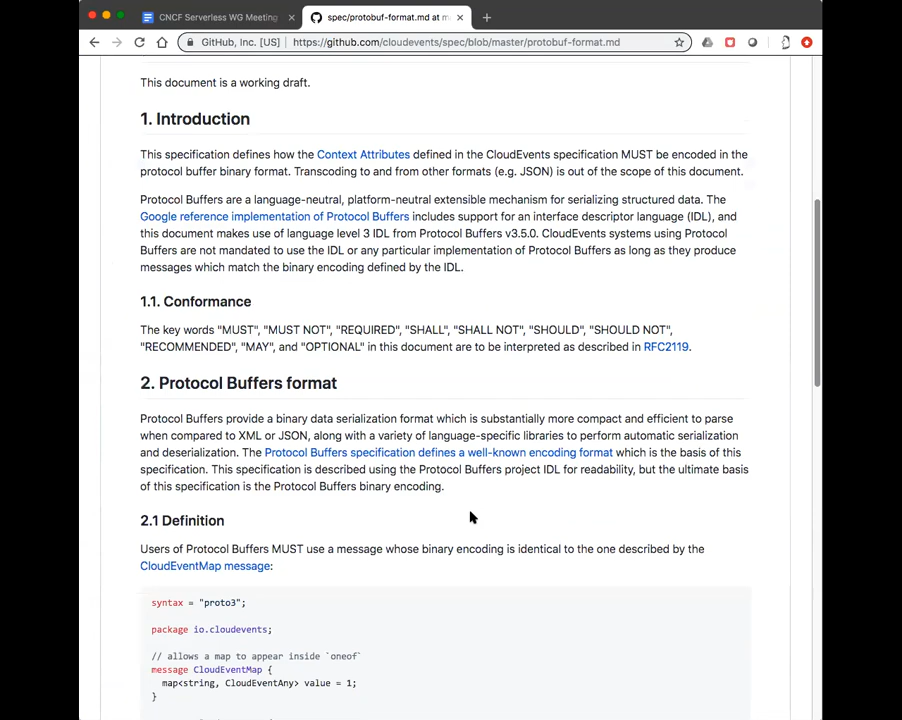 CNCF Serverless WG Meeting
spec/protobuf-format.md at m
GitHub, Inc. [US]
https://github.com/cloudevents/spec/blob/master/protobuf-format.md
This document is a working draft.
1. Introduction
This specification defines how the Context Attributes defined in the CloudEvents specification MUST be encoded in the
protocol buffer binary format. Transcoding to and from other formats (e.g. JSON) is out of the scope of this document.
Protocol Buffers are a language-neutral, platform-neutral extensible mechanism for serializing structured data. The
Google reference implementation of Protocol Buffers includes support for an interface descriptor language (IDL), and
this document makes use of language level 3 IDL from Protocol Buffers v3.5.0. CloudEvents systems using Protocol
Buffers are not mandated to use the IDL or any particular implementation of Protocol Buffers as long as they produce
messages which match the binary encoding defined by the IDL.
1.1. Conformance
The key words "MUST", "MUST NOT", "REQUIRED", "SHALL", "SHALL NOT", "SHOULD", "SHOULD NOT",
"RECOMMENDED", "MAY", and "OPTIONAL" in this document are to be interpreted as described in RFC2119.
2. Protocol Buffers format
Protocol Buffers provide a binary data serialization format which is substantially more compact and efficient to parse
when compared to XML or JSON, along with a variety of language-specific libraries to perform automatic serialization
and deserialization. The Protocol Buffers specification defines a well-known encoding format which is the basis of this
specification. This specification is described using the Protocol Buffers project IDL for readability, but the ultimate basis
of this specification is the Protocol Buffers binary encoding.
2.1 Definition
Users of Protocol Buffers MUST use a message whose binary encoding is identical to the one described by the
CloudEventMap message:
syntax = "proto3";
package io.cloudevents;
// allows a map to appear inside `oneof`
message CloudEventMap {
map<string, CloudEventAny> value = 1;
}